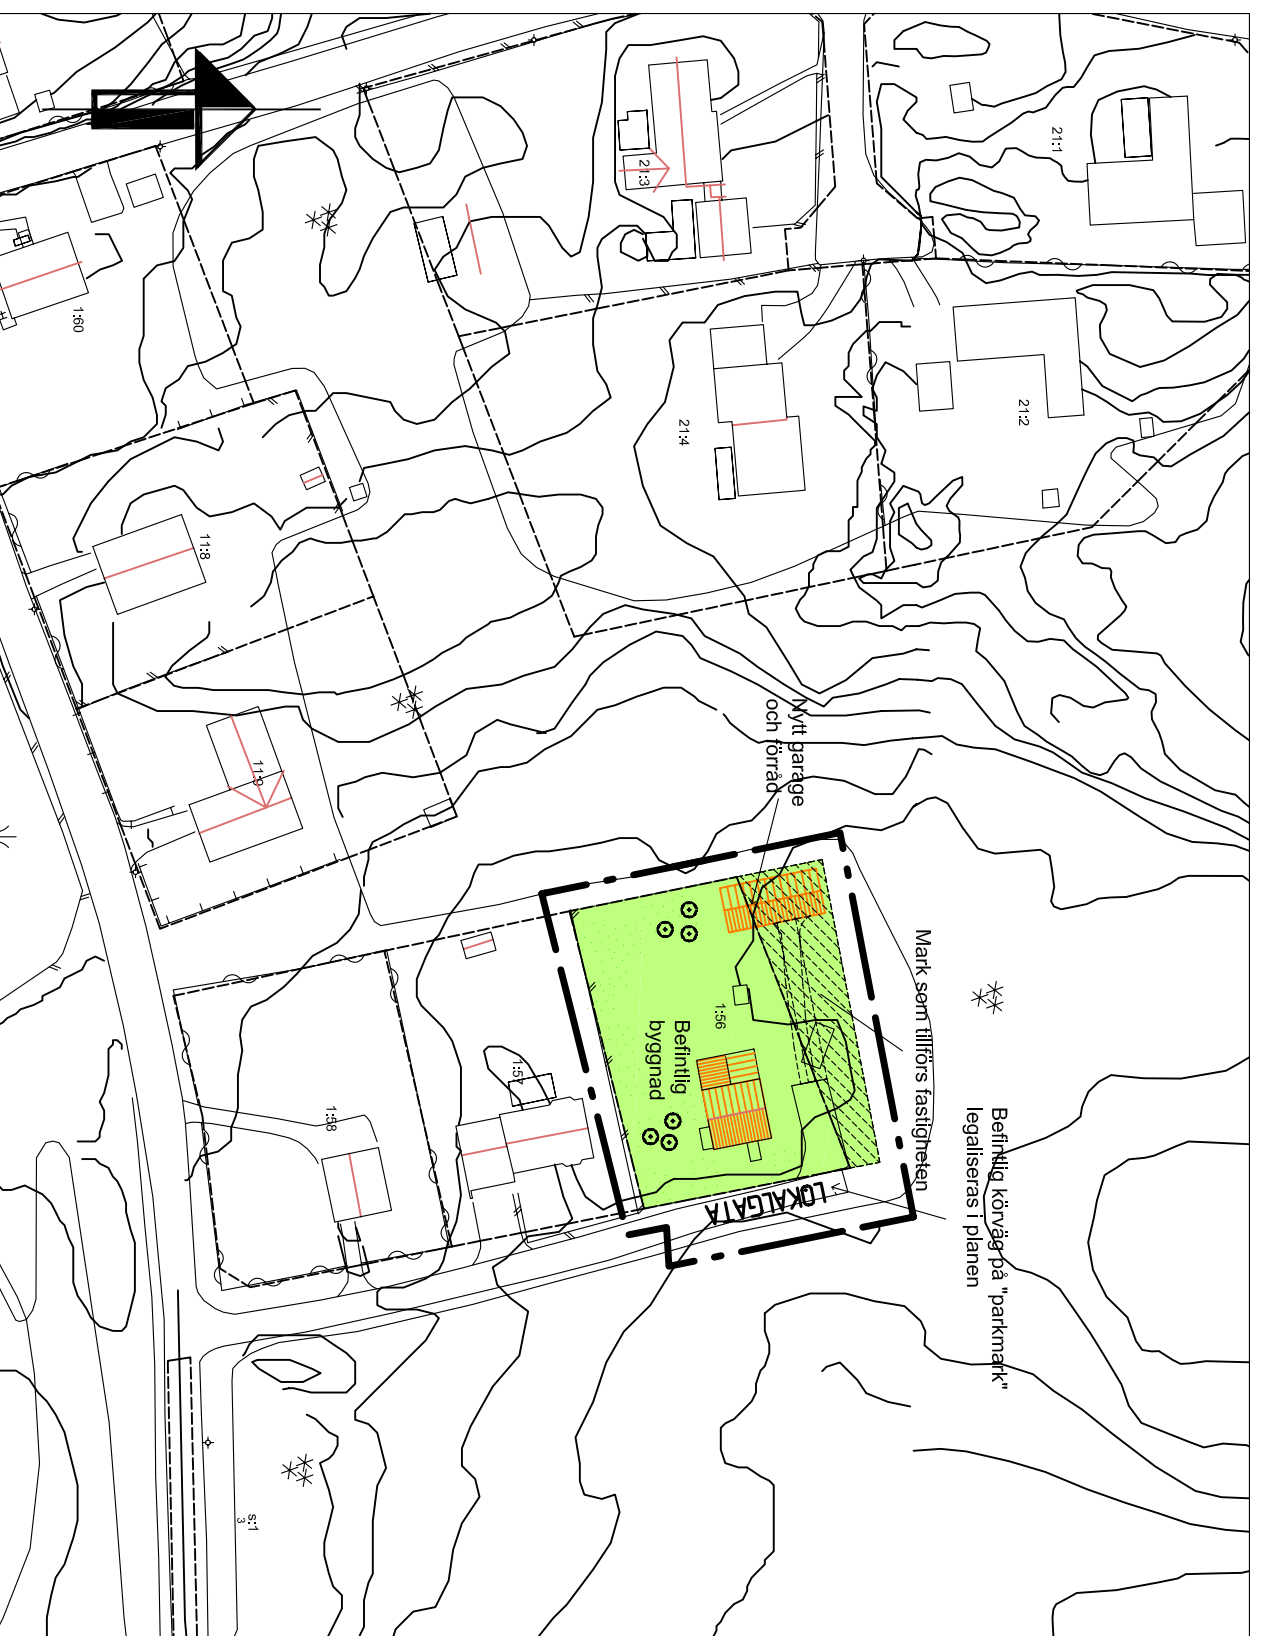 21:1
21:3
1:60
21:2
21:4
11:8
11:9
Nytt garage
och förråd
Mark som tillförs fastigheten
1:56
Befintlig
byggnad
1:57
1:58
LOKALGATA
Befintlig körväg på "parkmark"
legaliseras i planen
s:1
3